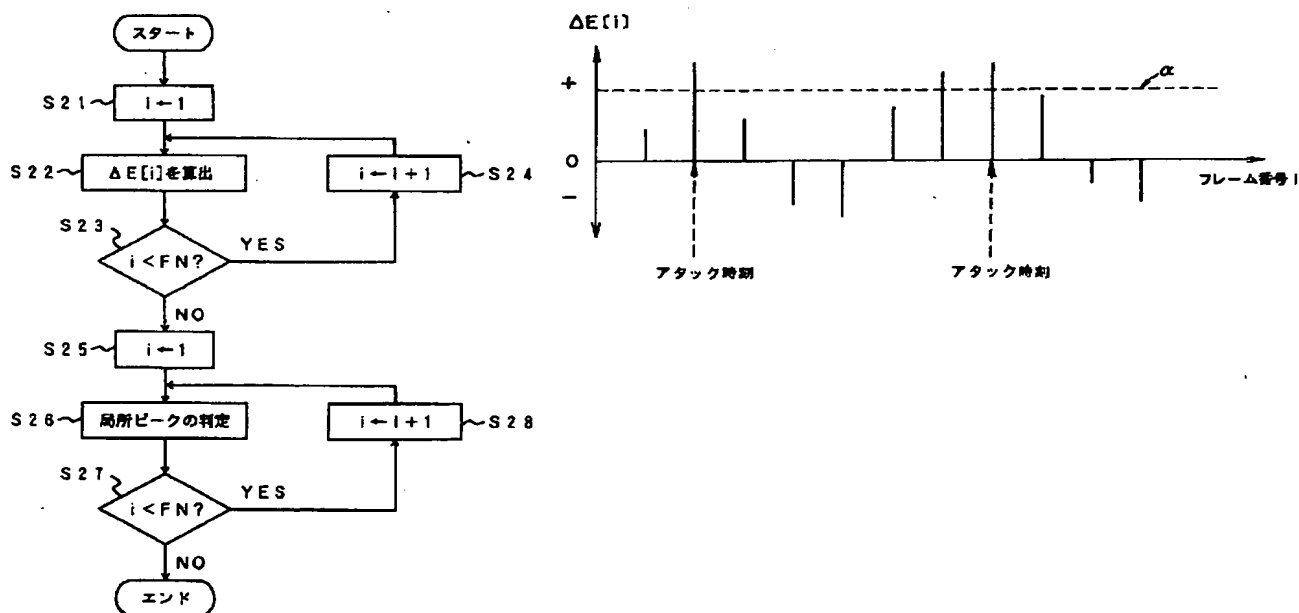 スタート
S21
i←1
S22
ΔE[i]を算出
i←i+1
S24
S23
i<FN?
YES
NO
S25
i←1
S26
局所ピークの判定
i←i+1
S28
S27
i<FN?
YES
NO
エンド
ΔE[i]
+
α
0
−
フレーム番号i
アタック時刻
アタック時刻